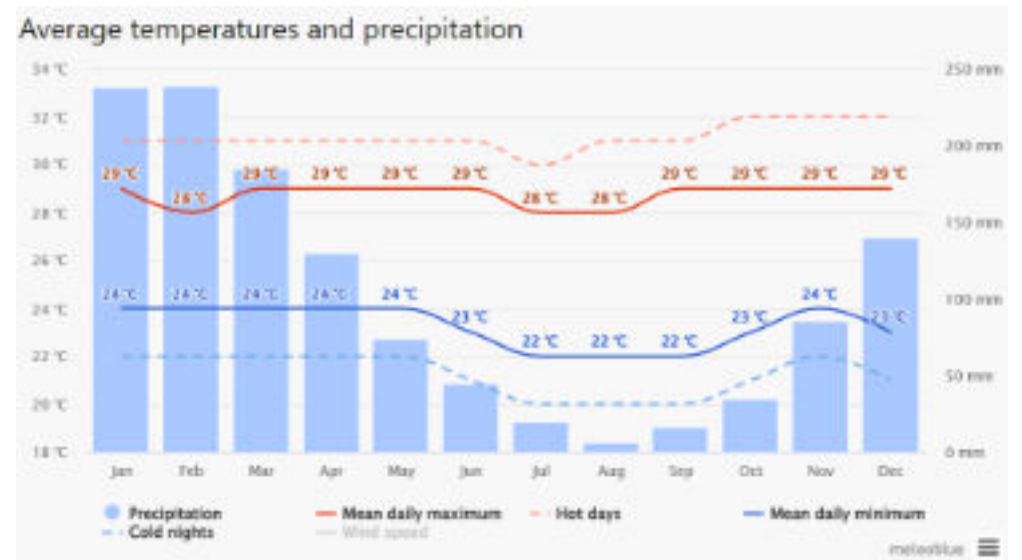 Average temperatures and precipitation
34 °C
250 mm
32 °C
200 mm
30 °C
29 °C 28 °C 29 °C 29 °C 29 °C 29 °C 28 °C 28 °C 29 °C 29 °C 29 °C 29 °C
28 °C
150 mm
26 °C
24 °C 24 °C 24 °C 24 °C 24 °C 23 °C 22 °C 22 °C 22 °C 23 °C 24 °C 23 °C
24 °C
100 mm
22 °C
50 mm
20 °C
18 °C
0 mm
Jan Feb Mar Apr May Jun Jul Aug Sep Oct Nov Dec
Precipitation Mean daily maximum Hot days Mean daily minimum
Cold nights Wind speed
meteoblue